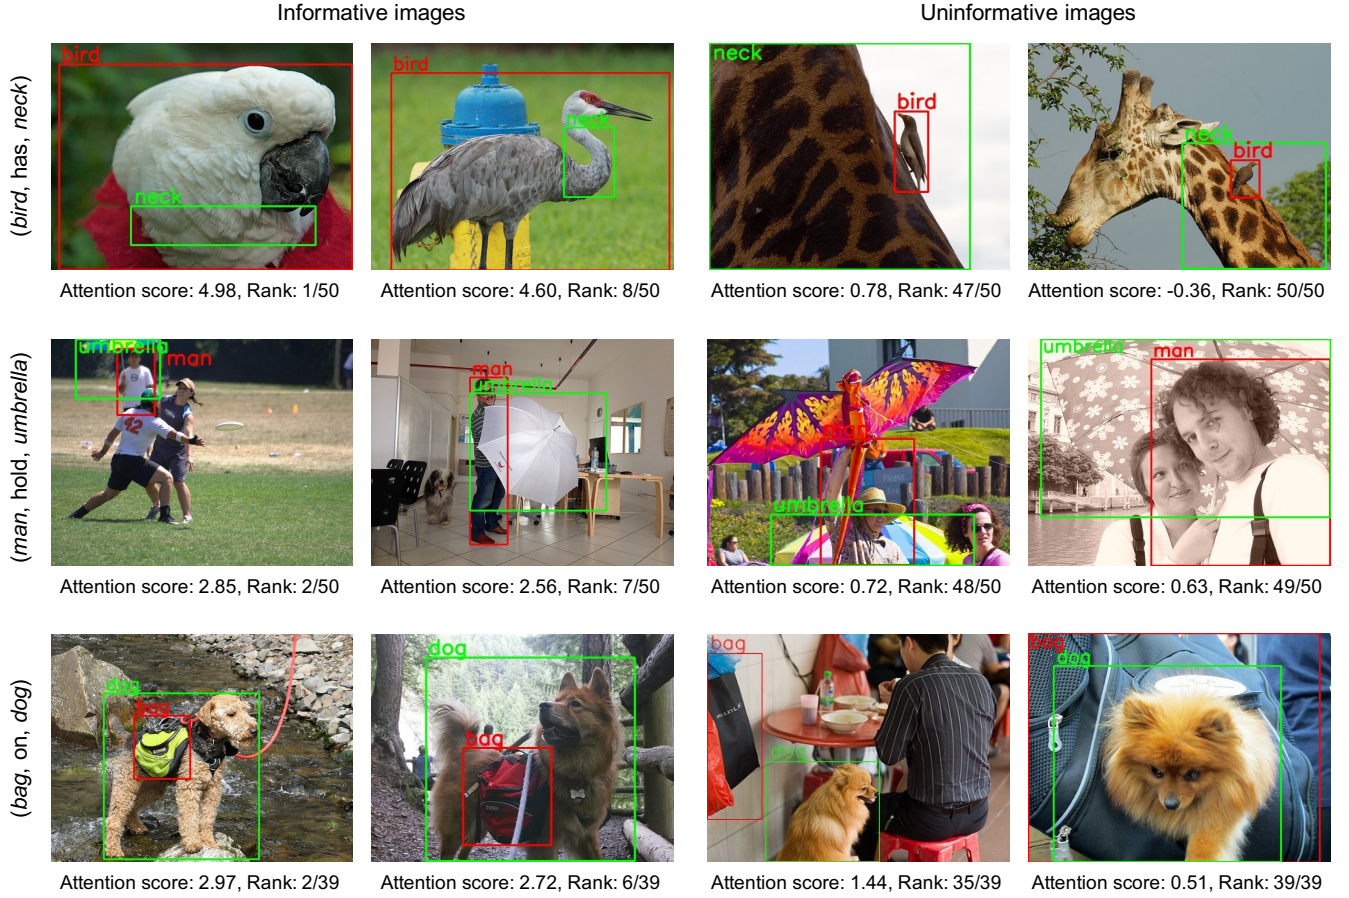 Informative images
Uninformative images
(bird, has, neck)
bird
neck
bird
neck
neck
bird
neck
bird
Attention score: 4.98, Rank: 1/50
Attention score: 4.60, Rank: 8/50
Attention score: 0.78, Rank: 47/50
Attention score: -0.36, Rank: 50/50
(man, hold, umbrella)
umbrella
man
42
man
umbrella
man
umbrella
Please
umbrella
man
Attention score: 2.85, Rank: 2/50
Attention score: 2.56, Rank: 7/50
Attention score: 0.72, Rank: 48/50
Attention score: 0.63, Rank: 49/50
(bag, on, dog)
dog
bag
dog
bag
bag
dog
bag
dog
Attention score: 2.97, Rank: 2/39
Attention score: 2.72, Rank: 6/39
Attention score: 1.44, Rank: 35/39
Attention score: 0.51, Rank: 39/39